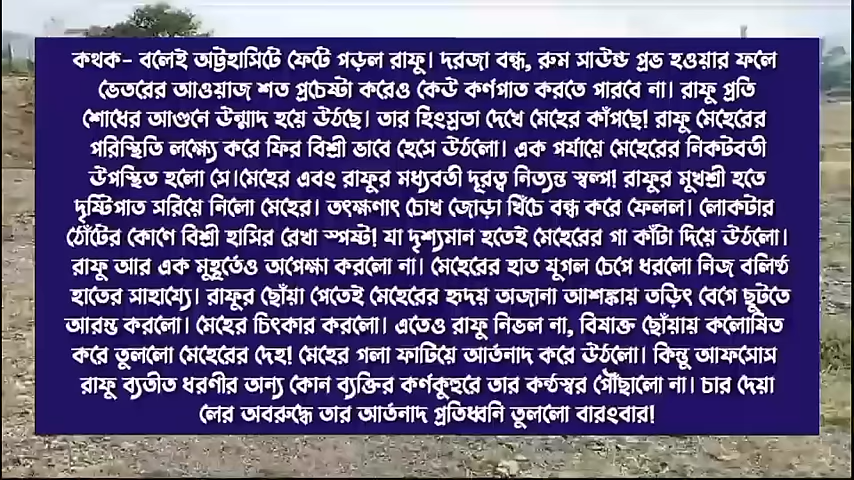 কথক- বলেই অট্টহাসিটে ফেটে পড়ল রাফু। দরজা বন্ধ, রুম সাউন্ড প্রভ হওয়ার ফলে
ভেতরের আওয়াজ শত প্রচেষ্টা করেও কেউ কর্ণপাত করতে পারবে না। রাফু প্রতি
শোধের আগুনে উন্মাদ হয়ে উঠছে। তার হিংস্রতা দেখে মেহের কাঁপছে! রাফু মেহেরের
পরিস্থিতি লক্ষ্যে করে ফির বিশ্রী ভাবে হেসে উঠলো। এক পর্যায়ে মেহেরের নিকটবর্তী
উপস্থিত হলো সে।মেহের এবং রাফুর মধ্যবর্তী দূরত্ব নিত্যন্ত স্বল্প! রাফুর মুখশ্রী হতে
দৃষ্টিপাত সরিয়ে নিলো মেহের। তৎক্ষণাৎ চোখ জোড়া খিঁচে বন্ধ করে ফেলল। লোকটার
ঠোঁটের কোণে বিশ্রী হাসির রেখা স্পষ্ট! যা দৃশ্যমান হতেই মেহেরের গা কাঁটা দিয়ে উঠলো।
রাফু আর এক মুহূর্তেও অপেক্ষা করলো না। মেহেরের হাত যুগল চেপে ধরলো নিজ বলিষ্ঠ
হাতের সাহায্যে। রাফুর ছোঁয়া পেতেই মেহেরের হৃদয় অজানা আশঙ্কায় তড়িৎ বেগে ছুটতে
আরম্ভ করলো। মেহের চিৎকার করলো। এতেও রাফু নিভল না, বিষাক্ত ছোঁয়ায় কলোষিত
করে তুললো মেহেরের দেহ! মেহের গলা ফাটিয়ে আর্তনাদ করে উঠলো। কিন্তু আফসোস
রাফু ব্যতীত ধরণীর অন্য কোন ব্যক্তির কর্ণকুহরে তার কন্ঠস্বর পৌঁছালো না। চার দেয়া
লের অবরুদ্ধে তার আর্তনাদ প্রতিধ্বনি তুললো বারংবার!